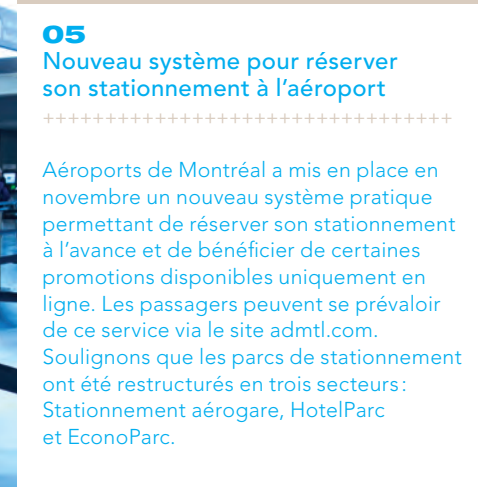 05
Nouveau système pour réserver
son stationnement à l'aéroport
+++++++++++++++++++++++++++++++++
Aéroports de Montréal a mis en place en
novembre un nouveau système pratique
permettant de réserver son stationnement
à l'avance et de bénéficier de certaines
promotions disponibles uniquement en
ligne. Les passagers peuvent se prévaloir
de ce service via le site admtl.com.
Soulignons que les parcs de stationnement
ont été restructurés en trois secteurs:
Stationnement aérogare, HotelParc
et EconoParc.